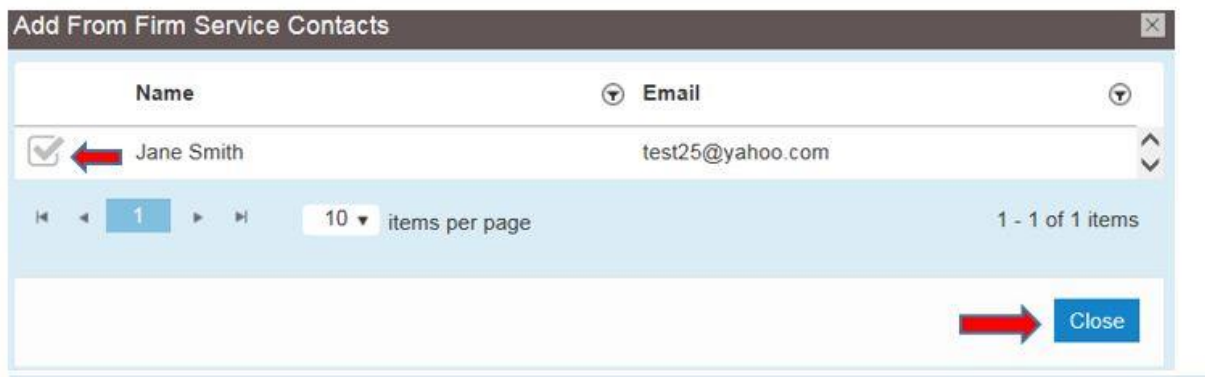 Add From Firm Service Contacts
Name Email
Jane Smith test25@yahoo.com
1 10 items per page 1 - 1 of 1 items
Close